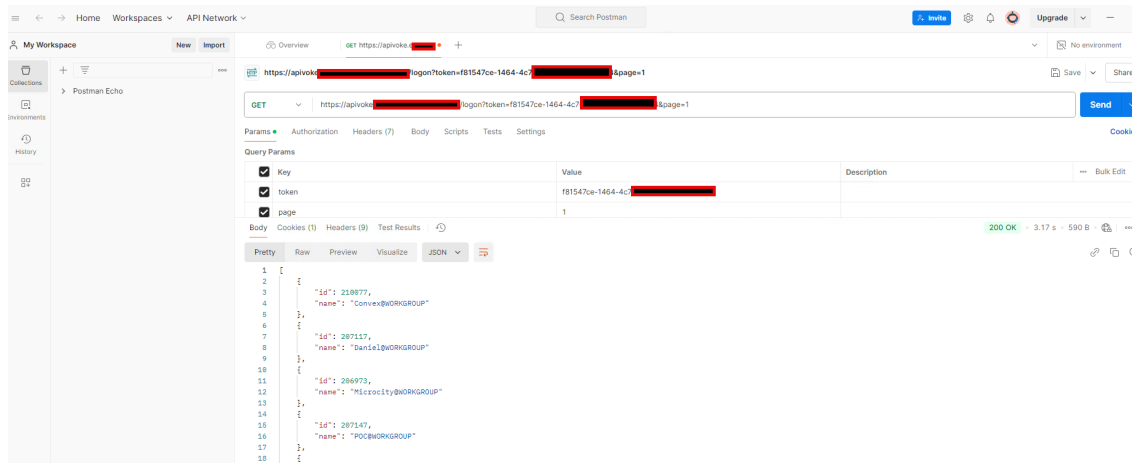 Home Workspaces API Network Search Postman Invite Upgrade
My Workspace New Import Overview GET https://apivoke. No environment
Collections
Environments
History
Postman Echo
https://apivoke logon?token=f81547ce-1464-4c7 &page=1 Save Share
GET https://apivoke /logon?token=f81547ce-1464-4c7 &page=1 Send
Params Authorization Headers (7) Body Scripts Tests Settings
Query Params
Key Value Description Bulk Edit
token f81547ce-1464-4c7
page 1
Body Cookies (1) Headers (9) Test Results 200 OK 3.17 s 590 B
Pretty Raw Preview Visualize JSON
1 [
2 {
3 "id": 210077,
4 "name": "Convex@WORKGROUP"
5 },
6 {
7 "id": 207117,
8 "name": "Daniel@WORKGROUP"
9 },
10 {
11 "id": 206973,
12 "name": "Microcity@WORKGROUP"
13 },
14 {
15 "id": 207147,
16 "name": "POC@WORKGROUP"
17 },
18 {